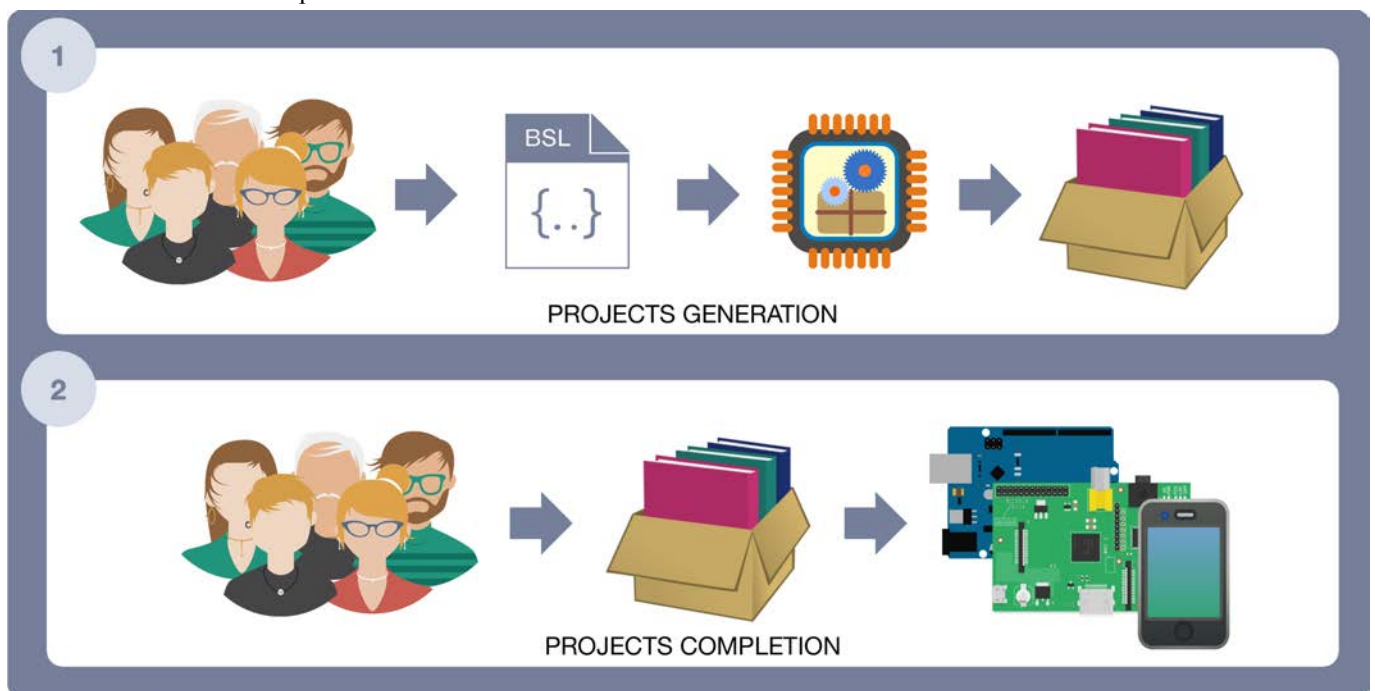 1
BSL
{..}
PROJECTS GENERATION
2
PROJECTS COMPLETION